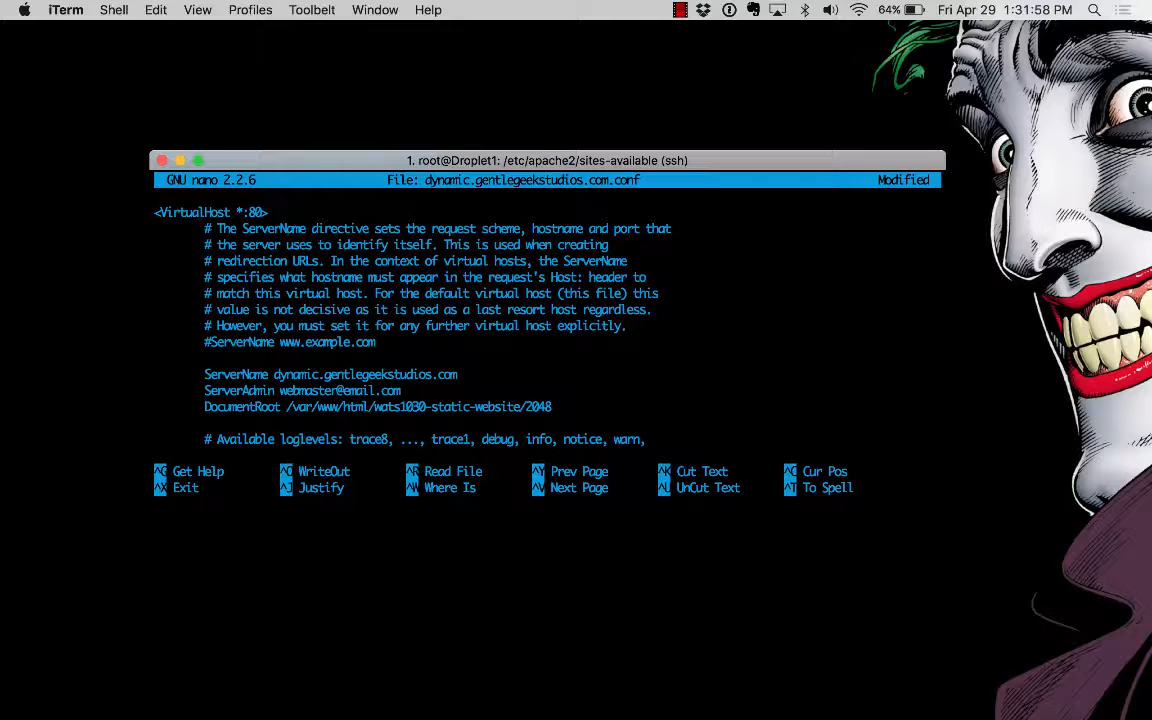 iTerm Shell Edit View Profiles Toolbelt Window Help 64% Fri Apr 29 1:31:58 PM
1. root@Droplet1: /etc/apache2/sites-available (ssh)
GNU nano 2.2.6 File: dynamic.gentlegeekstudios.com.conf Modified
<VirtualHost *:80>
# The ServerName directive sets the request scheme, hostname and port that
# the server uses to identify itself. This is used when creating
# redirection URLs. In the context of virtual hosts, the ServerName
# specifies what hostname must appear in the request's Host: header to
# match this virtual host. For the default virtual host (this file) this
# value is not decisive as it is used as a last resort host regardless.
# However, you must set it for any further virtual host explicitly.
#ServerName www.example.com
ServerName dynamic.gentlegeekstudios.com
ServerAdmin webmaster@email.com
DocumentRoot /var/www/html/wats1030-static-website/2048
# Available loglevels: trace8, ..., trace1, debug, info, notice, warn,
^G Get Help ^O WriteOut ^R Read File ^Y Prev Page ^K Cut Text ^C Cur Pos
^X Exit ^J Justify ^W Where Is ^V Next Page ^U UnCut Text ^T To Spell